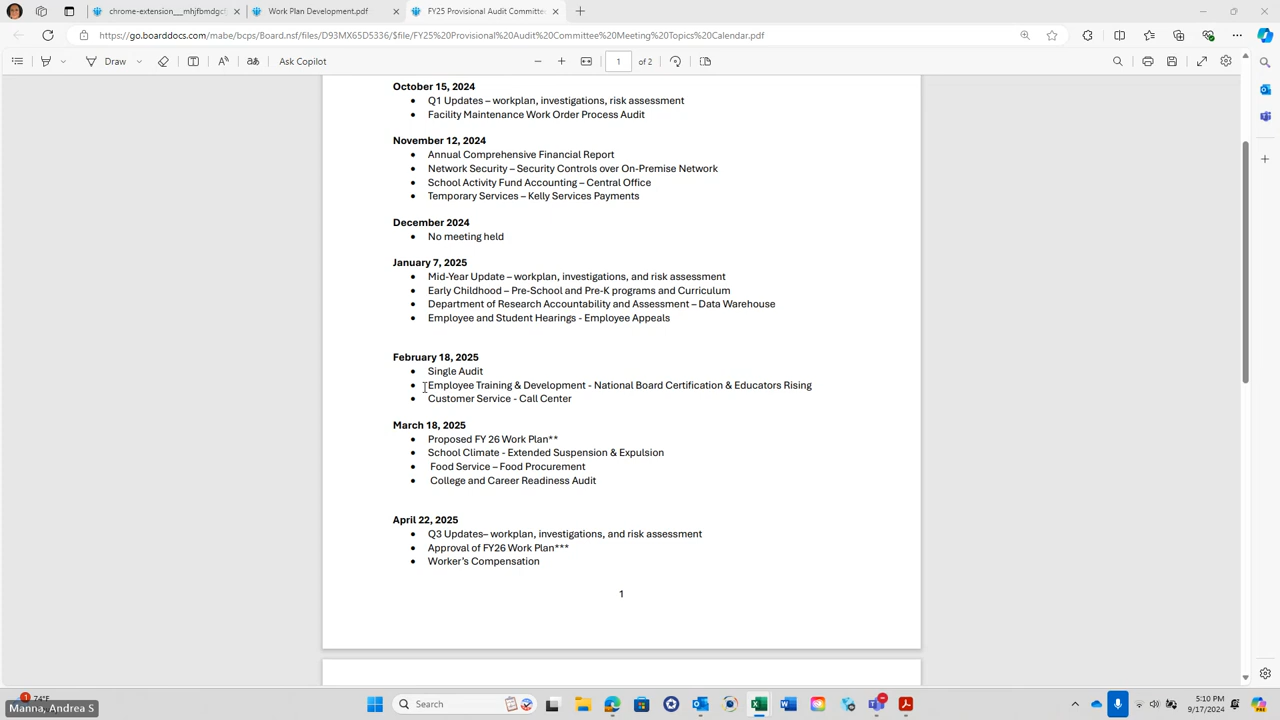 chrome-extension___mhjfbmdgcf
Work Plan Development.pdf
FY25 Provisional Audit Committe
https://go.boarddocs.com/mabe/bcps/Board.nsf/files/D93MX65D5336/$file/FY25%20Provisional%20Audit%20Committee%20Meeting%20Topics%20Calendar.pdf
Draw
Ask Copilot
1 of 2
October 15, 2024
• Q1 Updates – workplan, investigations, risk assessment
• Facility Maintenance Work Order Process Audit
November 12, 2024
• Annual Comprehensive Financial Report
• Network Security – Security Controls over On-Premise Network
• School Activity Fund Accounting – Central Office
• Temporary Services – Kelly Services Payments
December 2024
• No meeting held
January 7, 2025
• Mid-Year Update – workplan, investigations, and risk assessment
• Early Childhood – Pre-School and Pre-K programs and Curriculum
• Department of Research Accountability and Assessment – Data Warehouse
• Employee and Student Hearings - Employee Appeals
February 18, 2025
• Single Audit
• Employee Training & Development - National Board Certification & Educators Rising
• Customer Service - Call Center
March 18, 2025
• Proposed FY 26 Work Plan**
• School Climate - Extended Suspension & Expulsion
• Food Service – Food Procurement
• College and Career Readiness Audit
April 22, 2025
• Q3 Updates– workplan, investigations, and risk assessment
• Approval of FY26 Work Plan***
• Worker's Compensation
1
1
74°F
Manna, Andrea S
Search
5:10 PM
9/17/2024